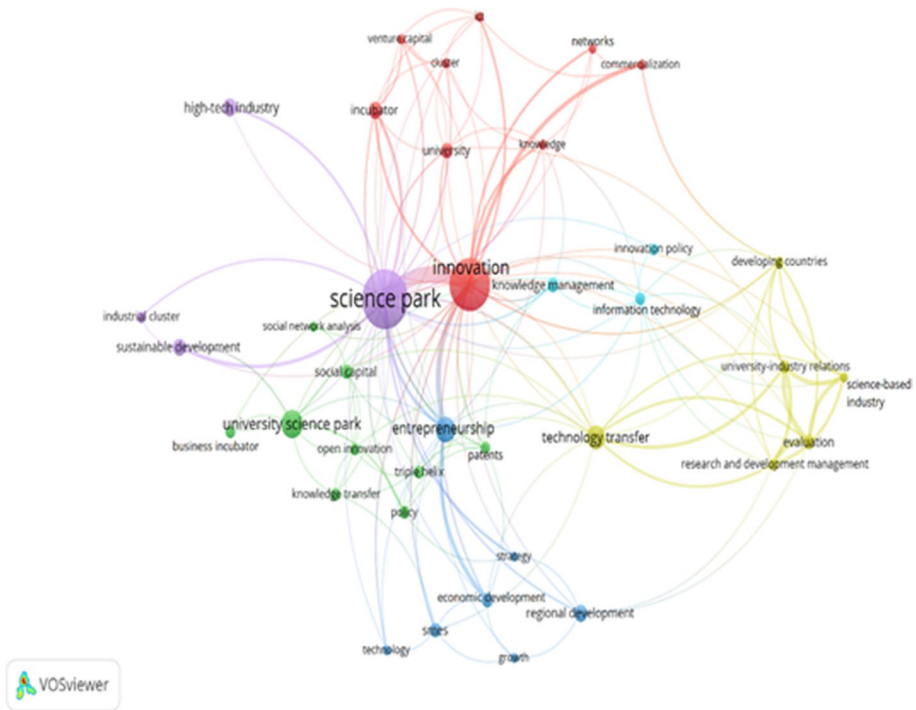 venture capital
networks
cluster
commercialization
high-tech industry
incubator
university
knowledge
innovation policy
developing countries
innovation
knowledge management
science park
information technology
industrial cluster
social network analysis
sustainable development
social capital
university-industry relations
science-based
industry
university science park
entrepreneurship
technology transfer
business incubator
open innovation
patents
evaluation
triple helix
research and development management
knowledge transfer
policy
strategy
economic development
regional development
smes
technology
growth
VOSviewer